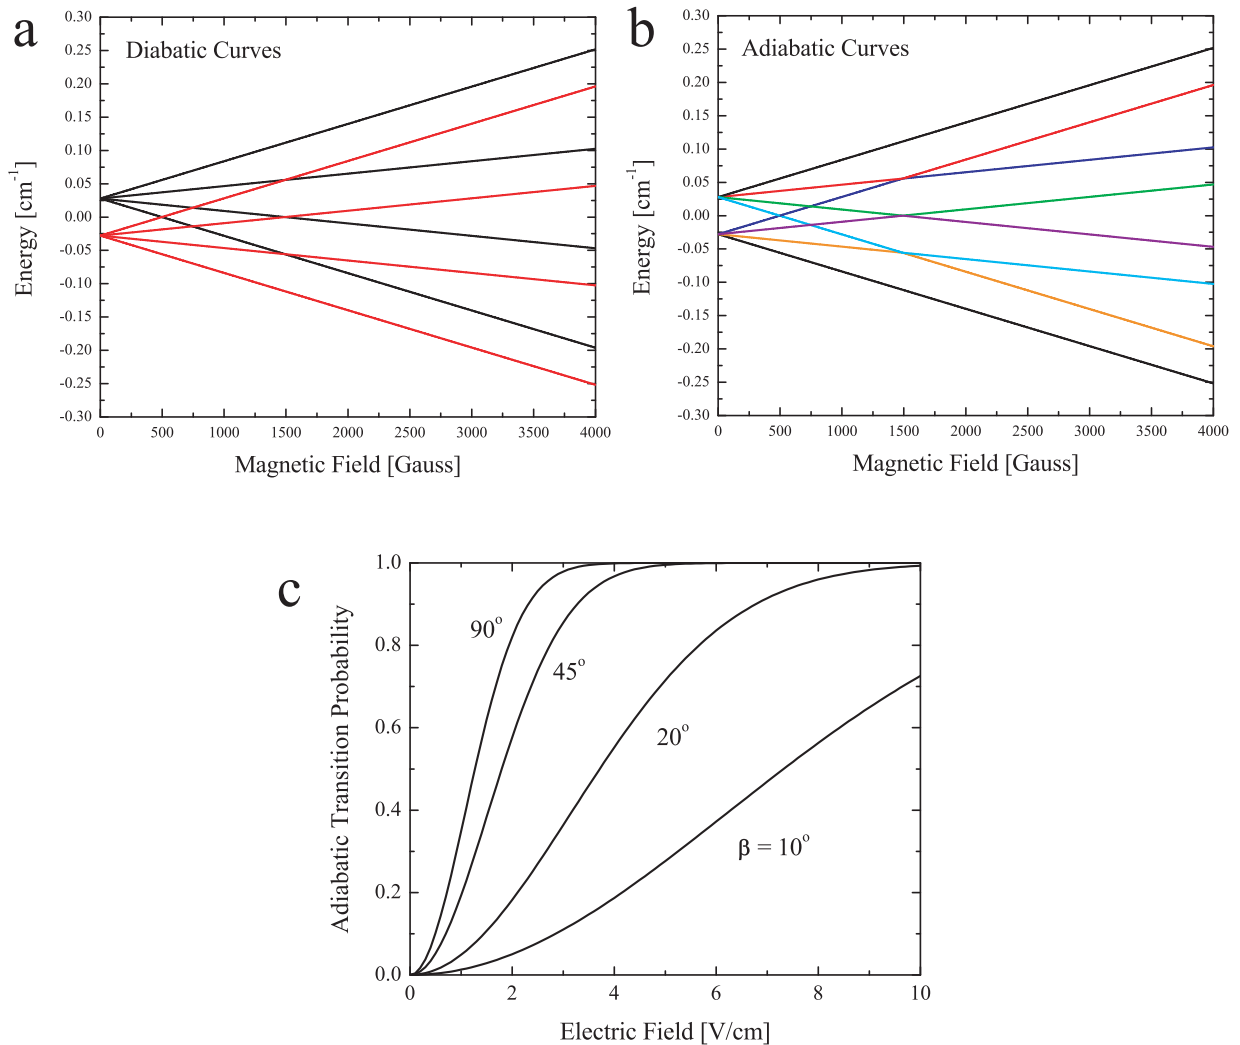 a
Diabatic Curves
0.30
0.25
0.20
0.15
0.10
0.05
0.00
-0.05
-0.10
-0.15
-0.20
-0.25
-0.30
Energy [cm-1]
0 500 1000 1500 2000 2500 3000 3500 4000
Magnetic Field [Gauss]
b
Adiabatic Curves
0.30
0.25
0.20
0.15
0.10
0.05
0.00
-0.05
-0.10
-0.15
-0.20
-0.25
-0.30
Energy [cm-1]
0 500 1000 1500 2000 2500 3000 3500 4000
Magnetic Field [Gauss]
c
1.0
0.8
0.6
0.4
0.2
0.0
Adiabatic Transition Probability
90o
45o
20o
β = 10o
0 2 4 6 8 10
Electric Field [V/cm]